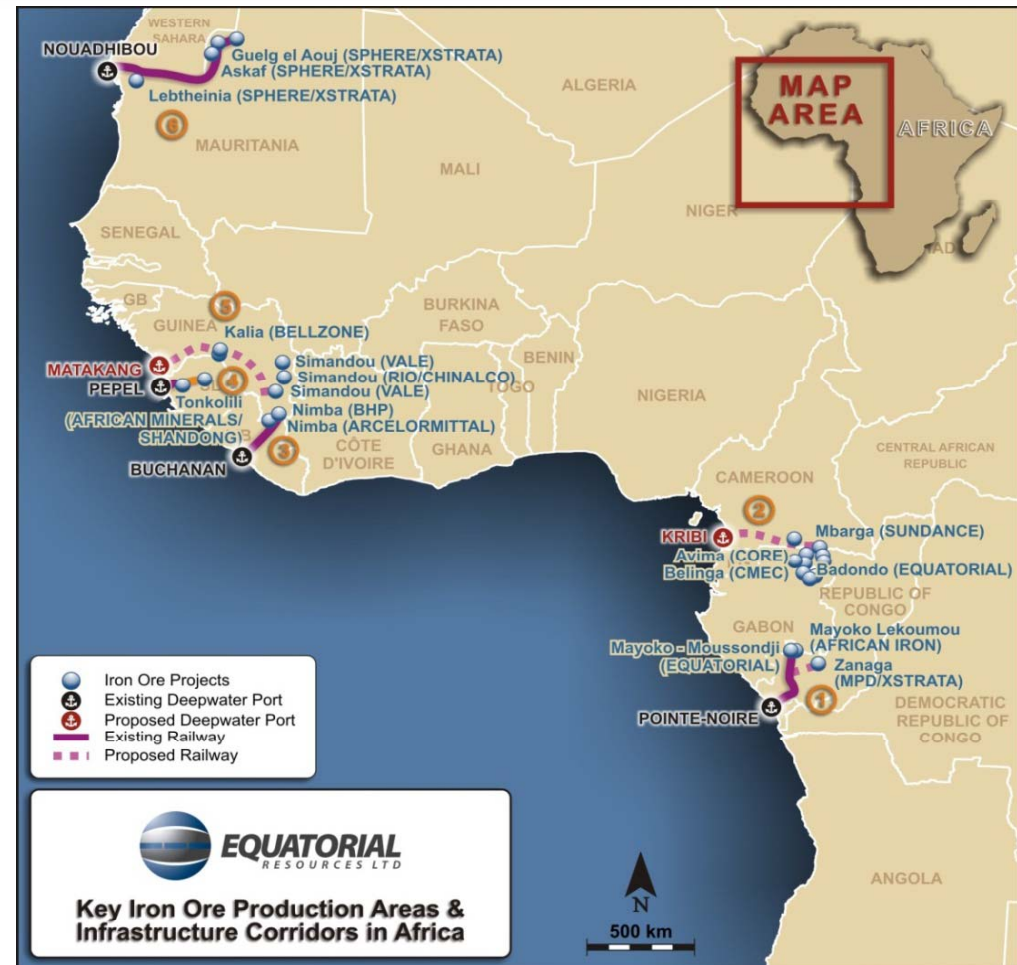 WESTERN
SAHARA
NOUADHIBOU
Guelg el Aouj (SPHERE/XSTRATA)
Askaf (SPHERE/XSTRATA)
Lebtheinia (SPHERE/XSTRATA)
6
MAURITANIA
ALGERIA
MALI
NIGER
MAP
AREA
AFRICA
SENEGAL
GB
GUINEA
5
BURKINA
FASO
BENIN
TOGO
Kalia (BELLZONE)
MATAKANG
PEPEL
4
Simandou (VALE)
Simandou (RIO/CHINALCO)
Simandou (VALE)
Tonkolili
(AFRICAN MINERALS/
SHANDONG)
Nimba (BHP)
Nimba (ARCELORMITTAL)
BUCHANAN
3
CÔTE
D'IVOIRE
GHANA
NIGERIA
CENTRAL AFRICAN
REPUBLIC
CAMEROON
2
KRIBI
Mbarga (SUNDANCE)
Avima (CORE)
Belinga (CMEC)
Badondo (EQUATORIAL)
REPUBLIC OF
CONGO
GABON
Mayoko Lekoumou
(AFRICAN IRON)
Mayoko - Moussondji
(EQUATORIAL)
Zanaga
(MPD/XSTRATA)
1
POINTE-NOIRE
DEMOCRATIC
REPUBLIC OF
CONGO
ANGOLA
Iron Ore Projects
Existing Deepwater Port
Proposed Deepwater Port
Existing Railway
Proposed Railway
EQUATORIAL
RESOURCES LTD
Key Iron Ore Production Areas &
Infrastructure Corridors in Africa
N
500 km